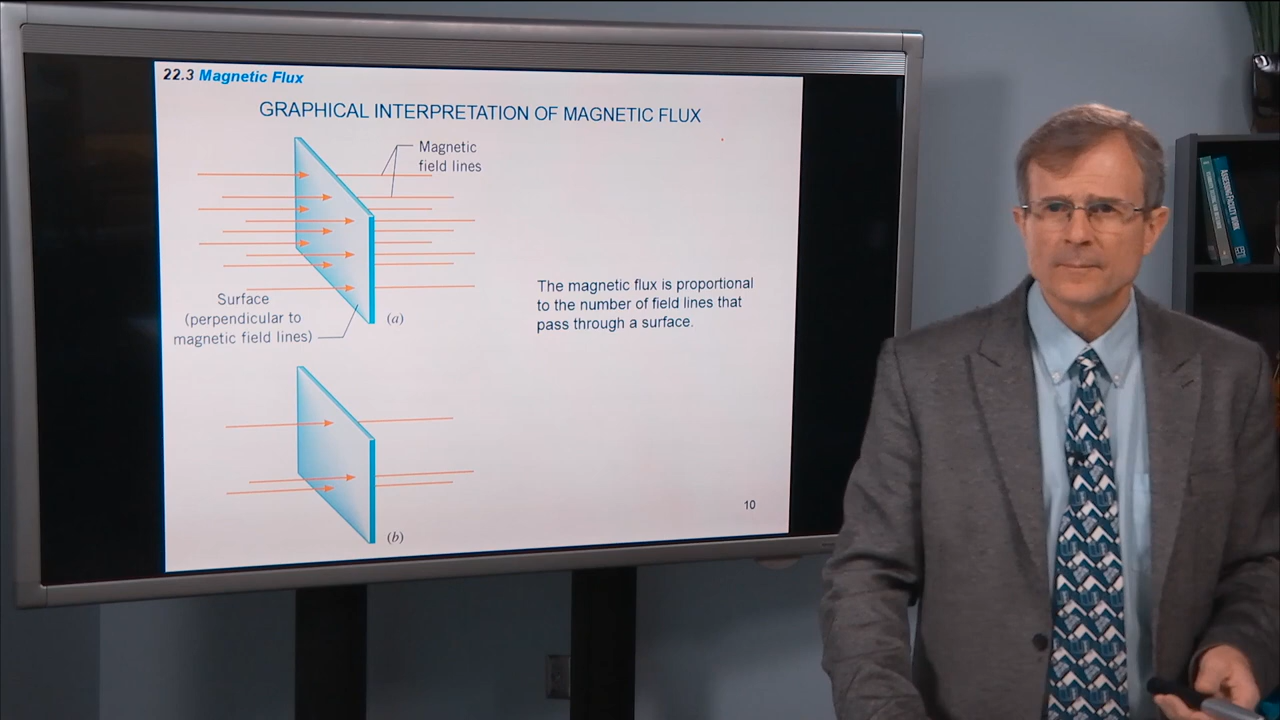 22.3 Magnetic Flux
GRAPHICAL INTERPRETATION OF MAGNETIC FLUX
Magnetic
field lines
Surface
(perpendicular to
magnetic field lines)
(a)
The magnetic flux is proportional
to the number of field lines that
pass through a surface.
(b)
10